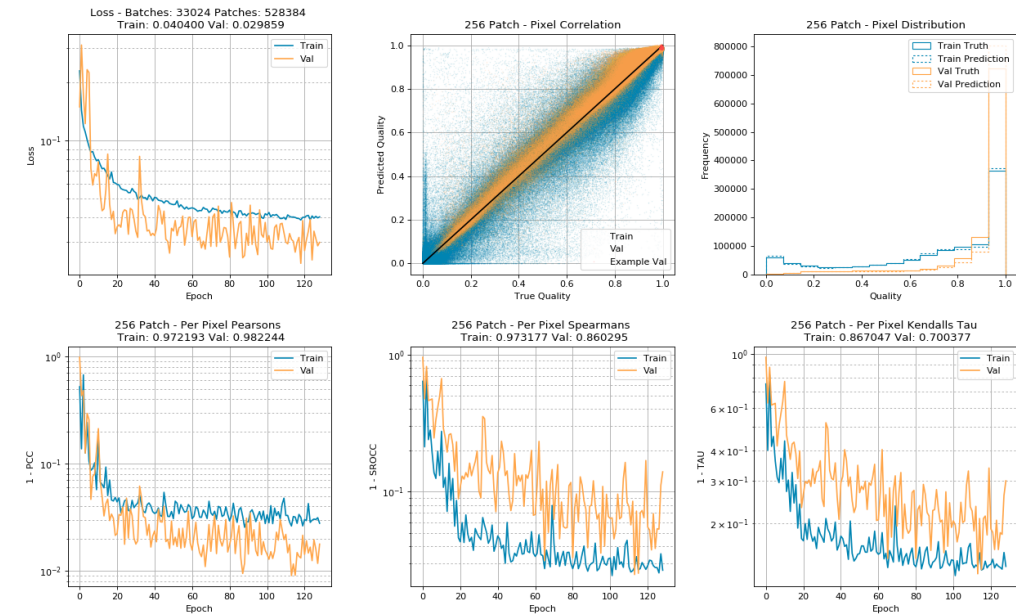 Loss - Batches: 33024 Patches: 528384
Train: 0.040400 Val: 0.029859
Train
Val
10⁻¹
Loss
0 20 40 60 80 100 120
Epoch
256 Patch - Pixel Correlation
1.0
0.8
0.6
0.4
0.2
0.0
Predicted Quality
Train
Val
Example Val
0.0 0.2 0.4 0.6 0.8 1.0
True Quality
256 Patch - Pixel Distribution
Train Truth
Train Prediction
Val Truth
Val Prediction
800000
700000
600000
500000
400000
300000
200000
100000
0
Frequency
0.0 0.2 0.4 0.6 0.8 1.0
Quality
256 Patch - Per Pixel Pearsons
Train: 0.972193 Val: 0.982244
Train
Val
10⁰
10⁻¹
10⁻²
1 - PCC
0 20 40 60 80 100 120
Epoch
256 Patch - Per Pixel Spearmans
Train: 0.973177 Val: 0.860295
Train
Val
10⁰
10⁻¹
1 - SROCC
0 20 40 60 80 100 120
Epoch
256 Patch - Per Pixel Kendalls Tau
Train: 0.867047 Val: 0.700377
Train
Val
10⁰
6 × 10⁻¹
4 × 10⁻¹
3 × 10⁻¹
2 × 10⁻¹
1 - TAU
0 20 40 60 80 100 120
Epoch